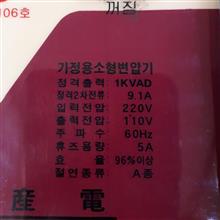 106호
꺼짐
가정용소형변압기
정격출력 : 1KVAD
정격2차전류 : 9.1A
입력전압 : 220V
출력전압 : 110V
주파수 : 60Hz
휴즈용량 : 5A
효율 : 96%이상
절연종류 : A종
産電